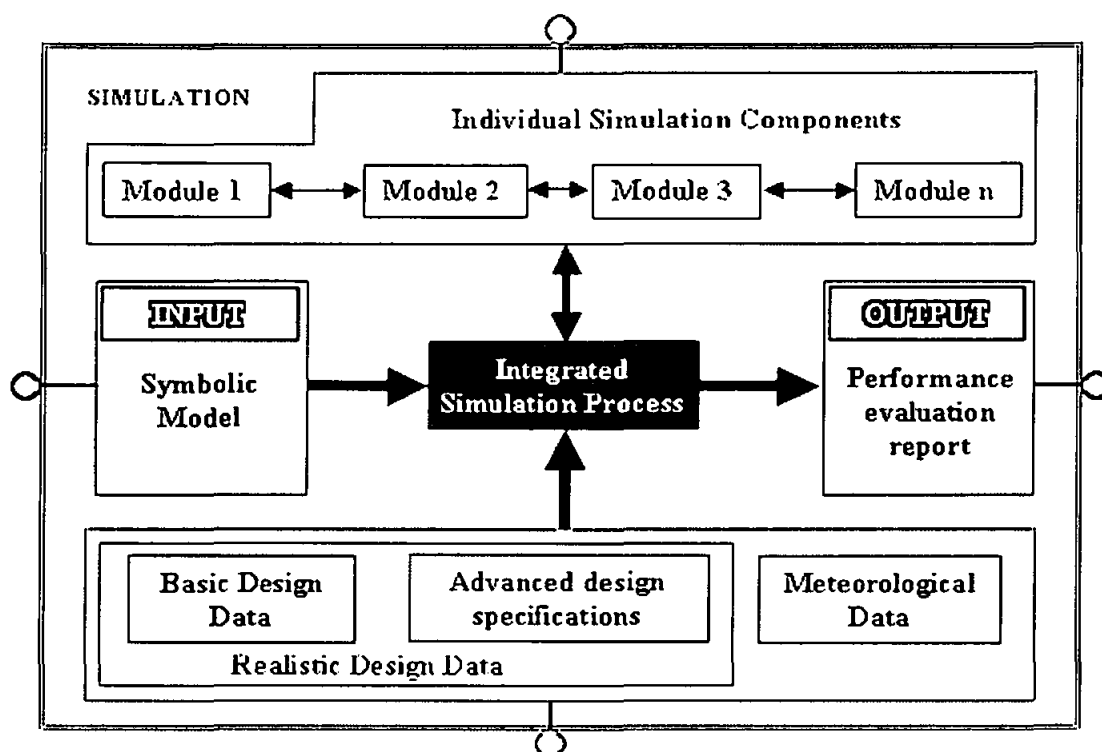 SIMULATION
Individual Simulation Components
Module 1
Module 2
Module 3
Module n
INPUT
Symbolic
Model
Integrated
Simulation Process
OUTPUT
Performance
evaluation
report
Basic Design
Data
Advanced design
specifications
Meteorological
Data
Realistic Design Data